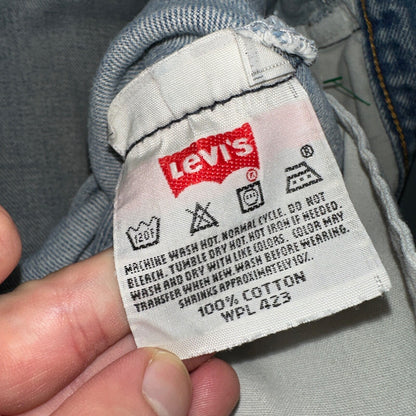 Levi's
®
120F
MACHINE WASH HOT. NORMAL CYCLE. DO NOT
BLEACH. TUMBLE DRY HOT. HOT IRON IF NEEDED.
WASH AND DRY WITH LIKE COLORS. COLOR MAY
TRANSFER WHEN NEW. WASH BEFORE WEARING.
SHRINKS APPROXIMATELY 10%.
100% COTTON
WPL 423